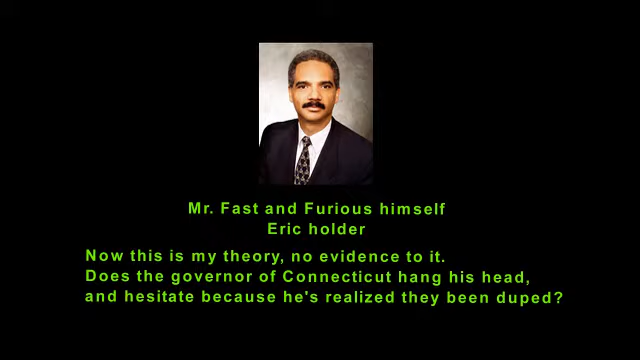 Mr. Fast and Furious himself
Eric holder
Now this is my theory, no evidence to it.
Does the governor of Connecticut hang his head,
and hesitate because he's realized they been duped?